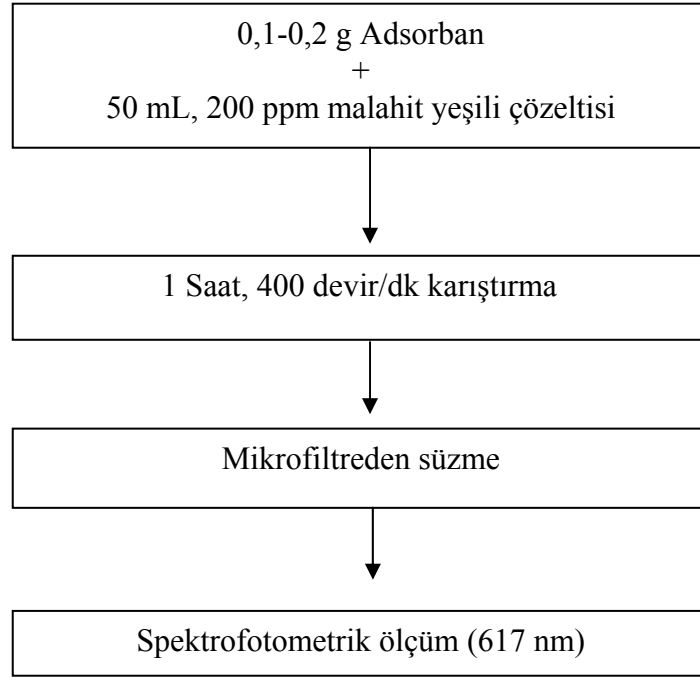 0,1-0,2 g Adsorban
+
50 mL, 200 ppm malahit yeşili çözeltisi
1 Saat, 400 devir/dk karıştırma
Mikrofiltreden süzme
Spektrofotometrik ölçüm (617 nm)